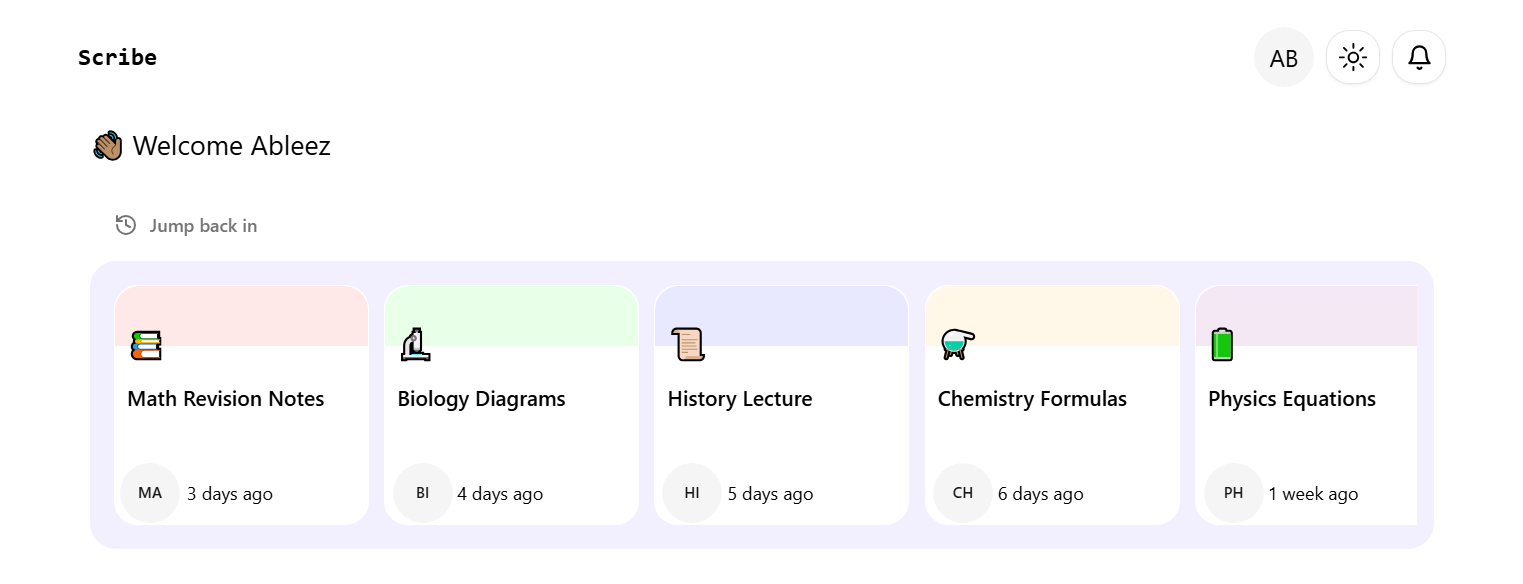 Scribe
AB
Welcome Ableez
Jump back in
Math Revision Notes
MA 3 days ago
Biology Diagrams
BI 4 days ago
History Lecture
HI 5 days ago
Chemistry Formulas
CH 6 days ago
Physics Equations
PH 1 week ago